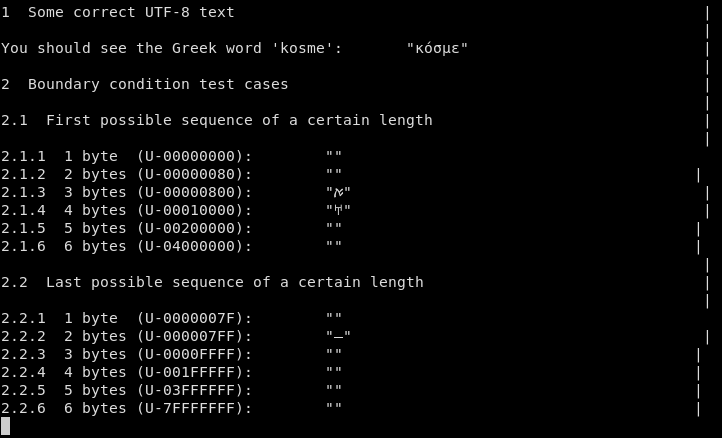 1  Some correct UTF-8 text                                                    |
                                                                              |
You should see the Greek word 'kosme':       "κόσμε"                          |
                                                                              |
2  Boundary condition test cases                                              |
                                                                              |
2.1  First possible sequence of a certain length                              |
                                                                              |
2.1.1  1 byte  (U-00000000):        ""
2.1.2  2 bytes (U-00000080):        ""                                       |
2.1.3  3 bytes (U-00000800):        "ࠀ"                                       |
2.1.4  4 bytes (U-00010000):        "𐀀"                                       |
2.1.5  5 bytes (U-00200000):        ""                                       |
2.1.6  6 bytes (U-04000000):        ""                                       |
                                                                              |
2.2  Last possible sequence of a certain length                               |
                                                                              |
2.2.1  1 byte  (U-0000007F):        ""
2.2.2  2 bytes (U-000007FF):        "߿"                                       |
2.2.3  3 bytes (U-0000FFFF):        ""                                       |
2.2.4  4 bytes (U-001FFFFF):        ""                                       |
2.2.5  5 bytes (U-03FFFFFF):        ""                                       |
2.2.6  6 bytes (U-7FFFFFFF):        ""                                       |